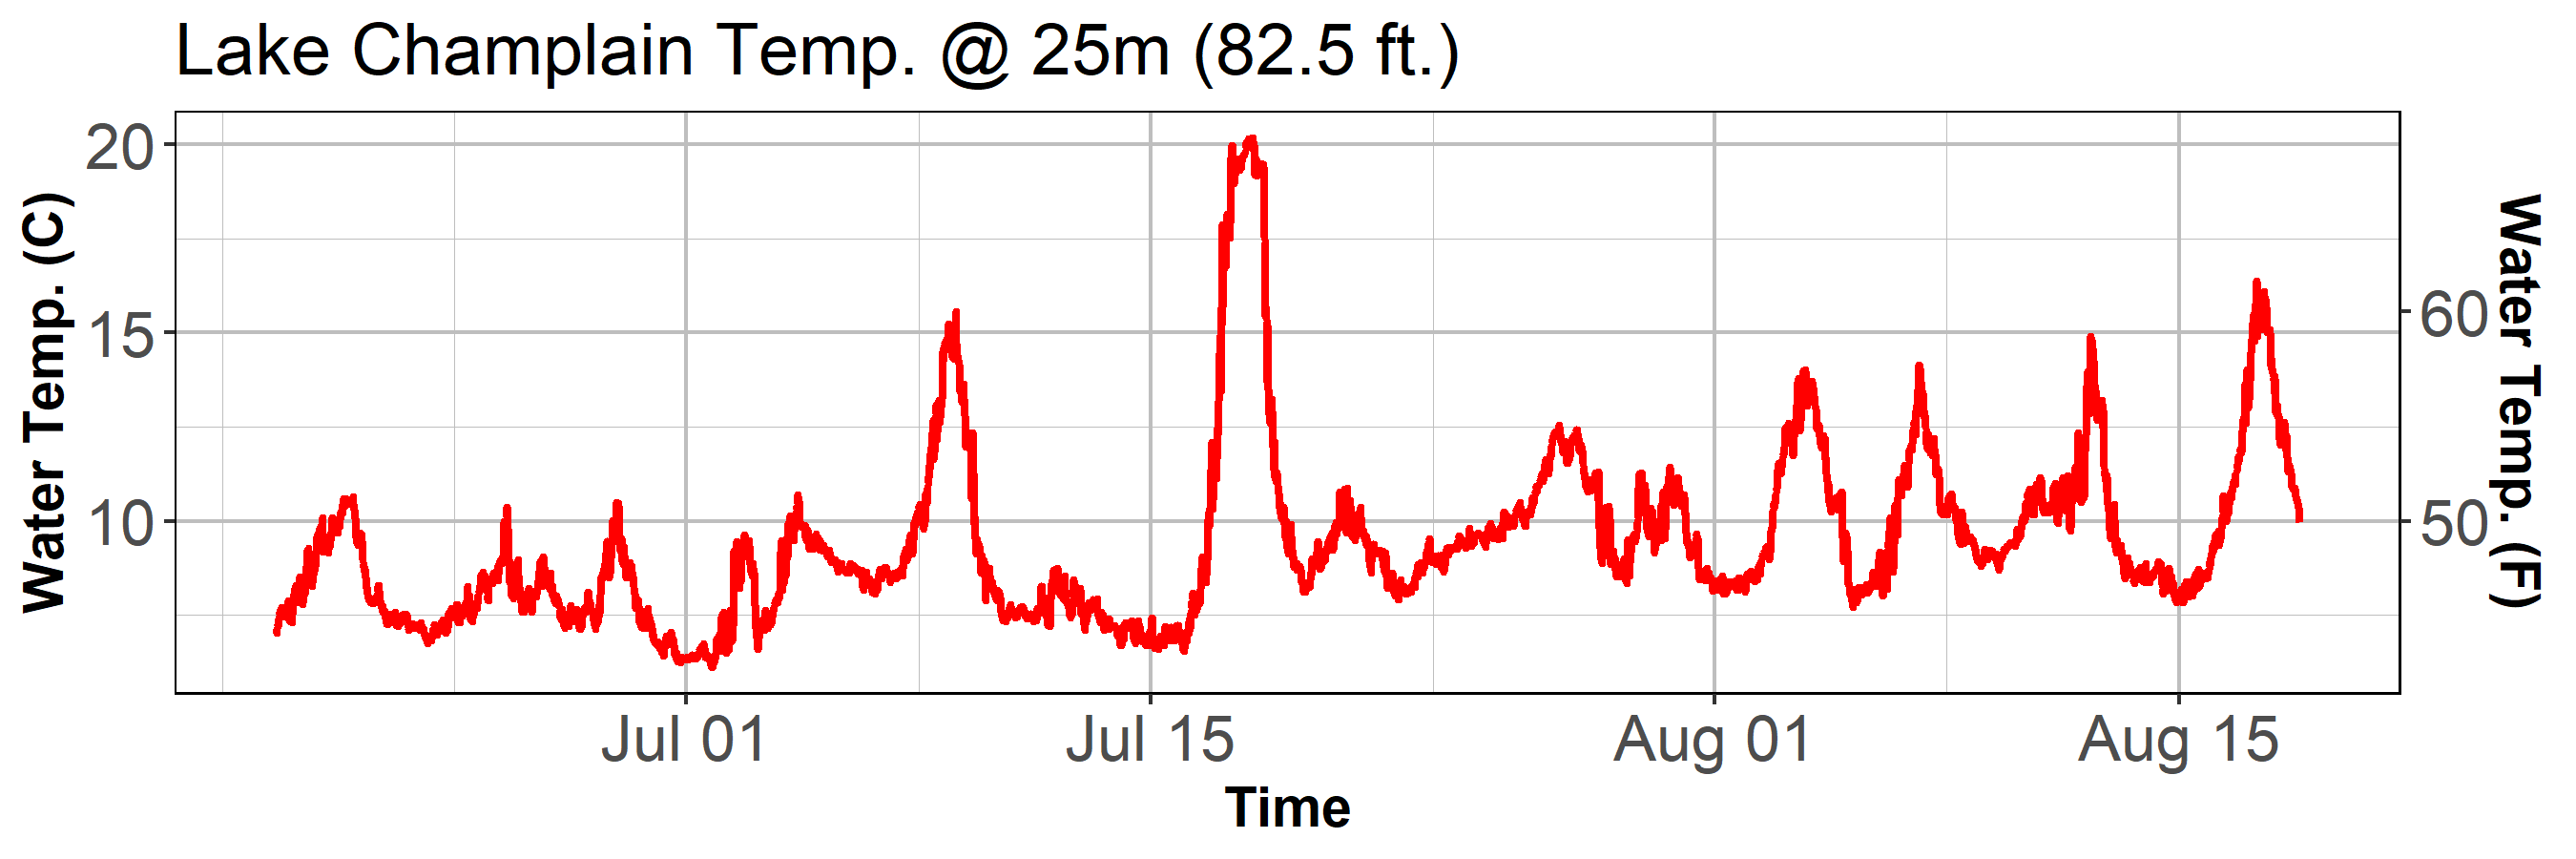 Lake Champlain Temp. @ 25m (82.5 ft.)
Water Temp. (C)
20
15
10
60
50
Water Temp. (F)
Jul 01
Jul 15
Aug 01
Aug 15
Time